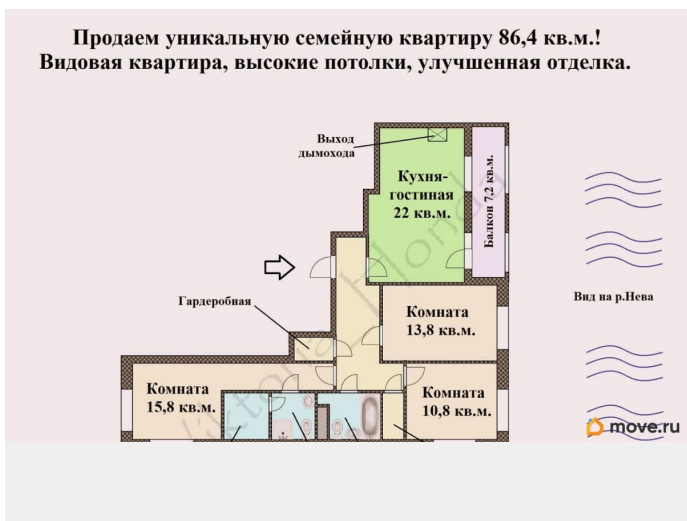 Продаем уникальную семейную квартиру 86,4 кв.м.!
Видовая квартира, высокие потолки, улучшенная отделка.
Выход
дымохода
Кухня-
гостиная
22 кв.м.
Балкон 7,2 кв.м.
Гардеробная
Вид на р.Нева
Комната
13,8 кв.м.
Комната
15,8 кв.м.
Комната
10,8 кв.м.
move.ru